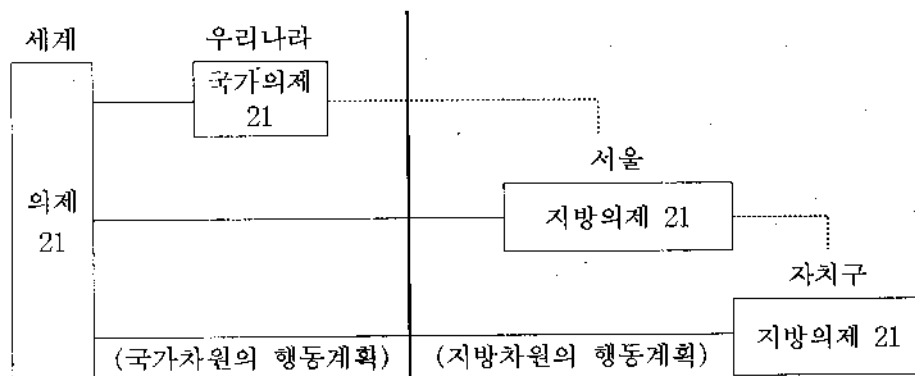 세계
우리나라
국가의제
21
서울
의제
21
지방의제 21
자치구
지방의제 21
(국가차원의 행동계획)
(지방차원의 행동계획)